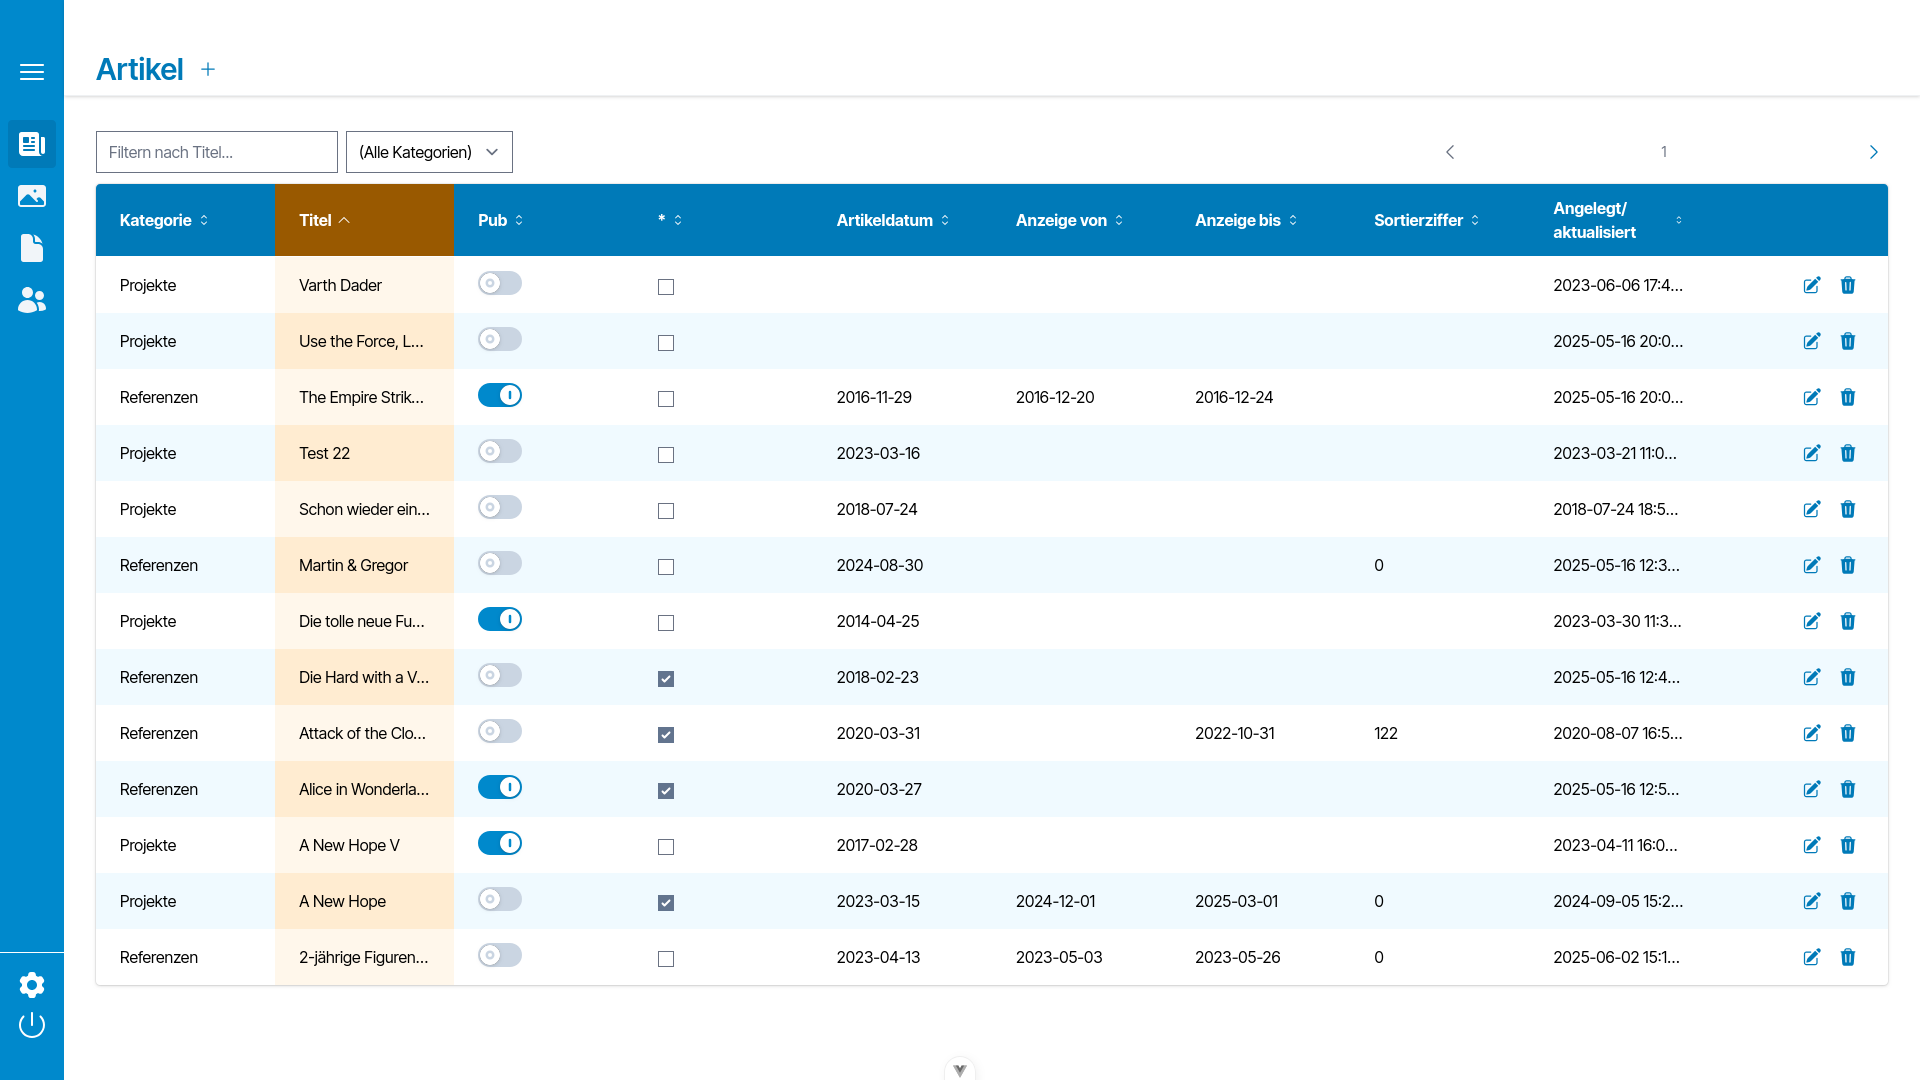 Artikel
Filtern nach Titel... (Alle Kategorien) 1
Kategorie Titel Pub * Artikeldatum Anzeige von Anzeige bis Sortierziffer Angelegt/
aktualisiert
Projekte Varth Dader 2023-06-06 17:4...
Projekte Use the Force, L... 2025-05-16 20:0...
Referenzen The Empire Strik... 2016-11-29 2016-12-20 2016-12-24 2025-05-16 20:0...
Projekte Test 22 2023-03-16 2023-03-21 11:0...
Projekte Schon wieder ein... 2018-07-24 2018-07-24 18:5...
Referenzen Martin & Gregor 2024-08-30 0 2025-05-16 12:3...
Projekte Die tolle neue Fu... 2014-04-25 2023-03-30 11:3...
Referenzen Die Hard with a V... 2018-02-23 2025-05-16 12:4...
Referenzen Attack of the Clo... 2020-03-31 2022-10-31 122 2020-08-07 16:5...
Referenzen Alice in Wonderla... 2020-03-27 2025-05-16 12:5...
Projekte A New Hope V 2017-02-28 2023-04-11 16:0...
Projekte A New Hope 2023-03-15 2024-12-01 2025-03-01 0 2024-09-05 15:2...
Referenzen 2-jährige Figuren... 2023-04-13 2023-05-03 2023-05-26 0 2025-06-02 15:1...